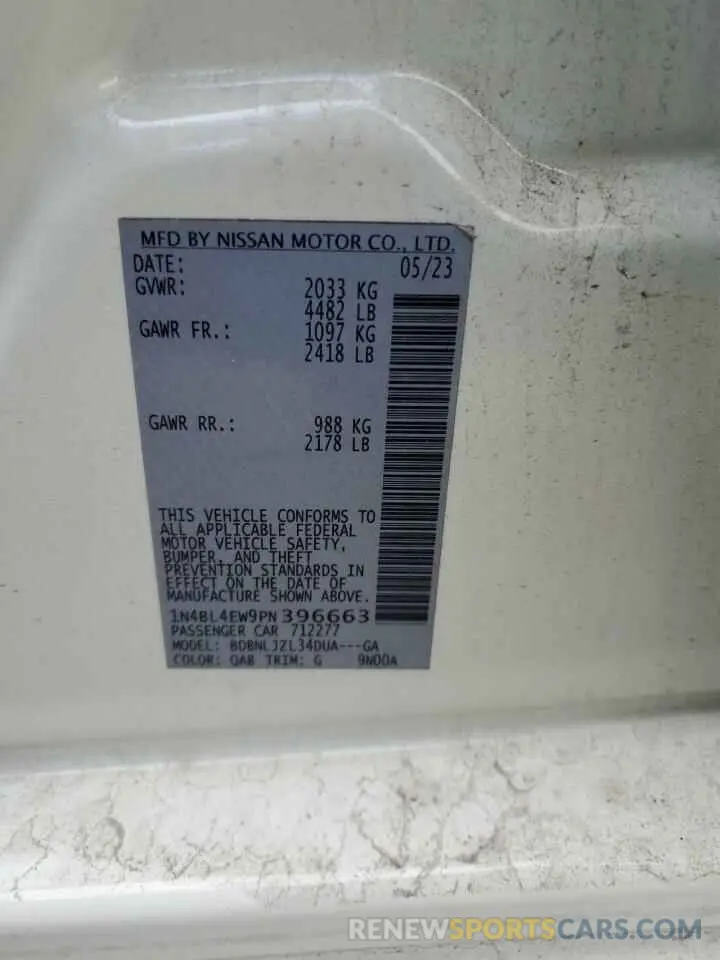 MFD BY NISSAN MOTOR CO., LTD.
DATE: 05/23
GVWR: 2033 KG
4482 LB
GAWR FR.: 1097 KG
2418 LB
GAWR RR.: 988 KG
2178 LB
THIS VEHICLE CONFORMS TO
ALL APPLICABLE FEDERAL
MOTOR VEHICLE SAFETY,
BUMPER, AND THEFT
PREVENTION STANDARDS IN
EFFECT ON THE DATE OF
MANUFACTURE SHOWN ABOVE.
1N4BL4EW9PN396663
PASSENGER CAR 712277
MODEL: BDBNLJZL34DUA---GA
COLOR: QAB TRIM: G 9N00A
RENEWSPORTSCARS.COM